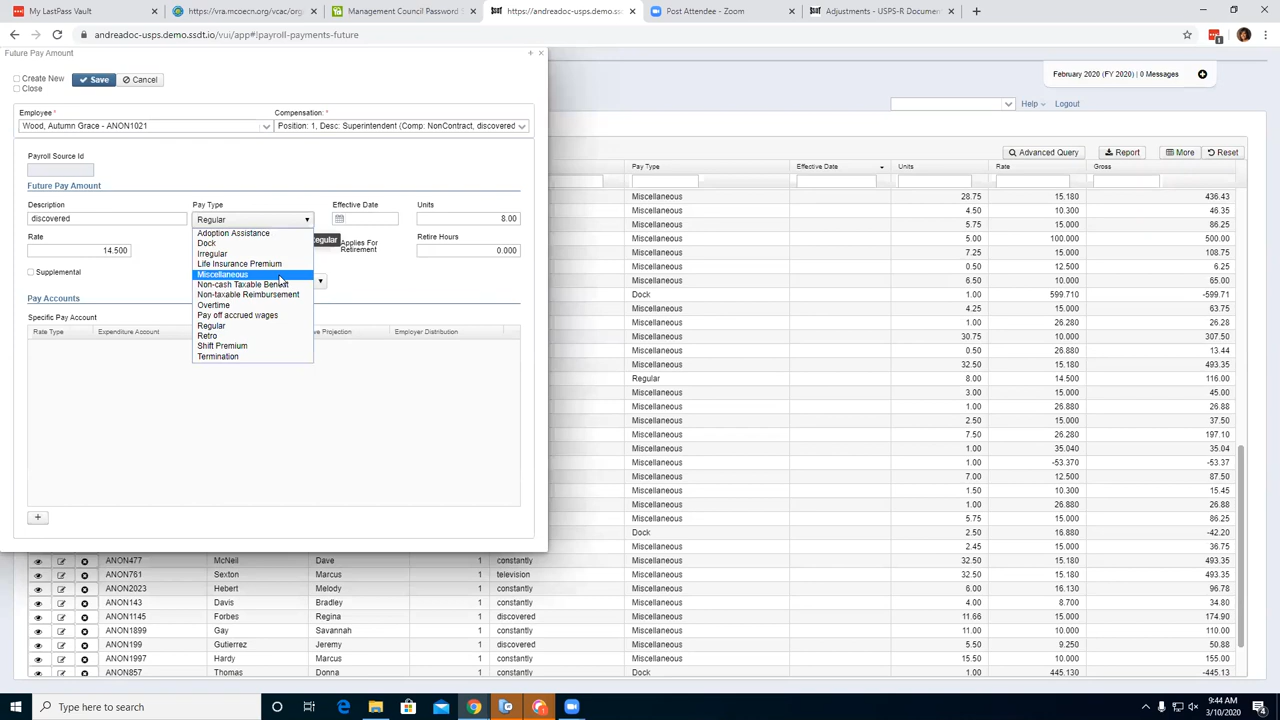 My LastPass Vault
https://vra.mcoecn.org/vcac/org/
Management Council Password S
https://andreadoc-usps.demo.ssd
Post Attendee - Zoom
Adjustments - USPS-R Documen
andreadoc-usps.demo.ssdt.io/vui/app#!payroll-payments-future
Future Pay Amount
February 2020 (FY 2020) | 0 Messages
Create New
Close
Save
Cancel
Help
Logout
Employee *
Compensation: *
Wood, Autumn Grace - ANON1021
Position: 1, Desc: Superintendent (Comp: NonContract, discovered
Advanced Query
Report
More
Reset
Payroll Source Id
Pay Type
Effective Date
Units
Rate
Gross
Future Pay Amount
Description
Pay Type
Effective Date
Units
discovered
Regular
8.00
Rate
14.500
Applies For
Retirement
Retire Hours
0.000
Supplemental
Adoption Assistance
Dock
Irregular
Life Insurance Premium
Miscellaneous
Non-cash Taxable Benefit
Non-taxable Reimbursement
Overtime
Pay off accrued wages
Regular
Retro
Shift Premium
Termination
Regular
Pay Accounts
Specific Pay Account
Rate Type
Expenditure Account
ve Projection
Employer Distribution
Miscellaneous 28.75 15.180 436.43
Miscellaneous 4.50 10.300 46.35
Miscellaneous 5.75 15.000 86.25
Miscellaneous 5.00 100.000 500.00
Miscellaneous 7.25 15.000 108.75
Miscellaneous 0.50 12.500 6.25
Miscellaneous 6.50 10.000 65.00
Dock 1.00 599.710 -599.71
Miscellaneous 4.25 15.000 63.75
Miscellaneous 1.00 26.280 26.28
Miscellaneous 30.75 10.000 307.50
Miscellaneous 0.50 26.880 13.44
Miscellaneous 32.50 15.180 493.35
Regular 8.00 14.500 116.00
Miscellaneous 3.00 15.000 45.00
Miscellaneous 1.00 26.880 26.88
Miscellaneous 2.50 15.000 37.50
Miscellaneous 7.50 26.280 197.10
Miscellaneous 1.00 35.040 35.04
Miscellaneous 1.00 -53.370 -53.37
Miscellaneous 7.00 12.500 87.50
Miscellaneous 1.50 10.300 15.45
Miscellaneous 1.00 26.880 26.88
Miscellaneous 5.75 15.000 86.25
Dock 2.50 16.880 -42.20
Miscellaneous 2.45 15.000 36.75
ANON477 McNeil Dave 1 constantly Miscellaneous 32.50 15.180 493.35
ANON761 Sexton Marcus 1 television Miscellaneous 32.50 15.180 493.35
ANON2023 Hebert Melody 1 constantly Miscellaneous 6.00 16.130 96.78
ANON143 Davis Bradley 1 constantly Miscellaneous 4.00 8.700 34.80
ANON1145 Forbes Regina 1 discovered Miscellaneous 11.66 15.000 174.90
ANON1899 Gay Savannah 1 constantly Miscellaneous 11.00 10.000 110.00
ANON199 Gutierrez Jeremy 1 discovered Miscellaneous 5.50 9.250 50.88
ANON1997 Hardy Marcus 1 constantly Miscellaneous 15.50 10.000 155.00
ANON857 Thomas Donna 1 constantly Dock 1.00 445.130 -445.13
Type here to search
9:44 AM
3/10/2020